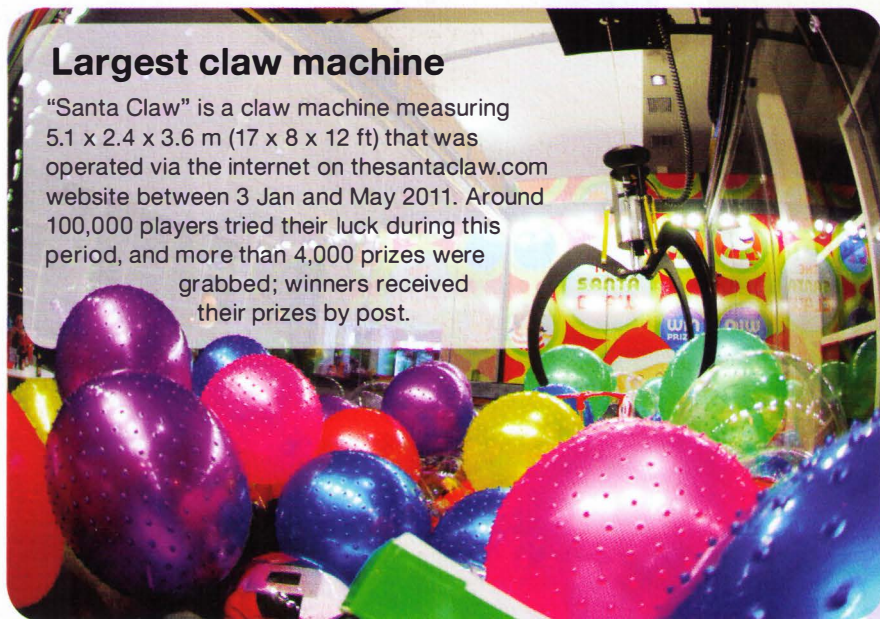 Largest claw machine
“Santa Claw” is a claw machine measuring
5.1 x 2.4 x 3.6 m (17 x 8 x 12 ft) that was
operated via the internet on thesantaclaw.com
website between 3 Jan and May 2011. Around
100,000 players tried their luck during this
period, and more than 4,000 prizes were
grabbed; winners received
their prizes by post.
SANTA
WIN
PRIZ